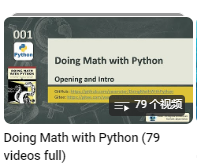 001
Python
Doing Math with Python
Opening and Intro
79 个视频
Doing Math with Python (79
videos full)